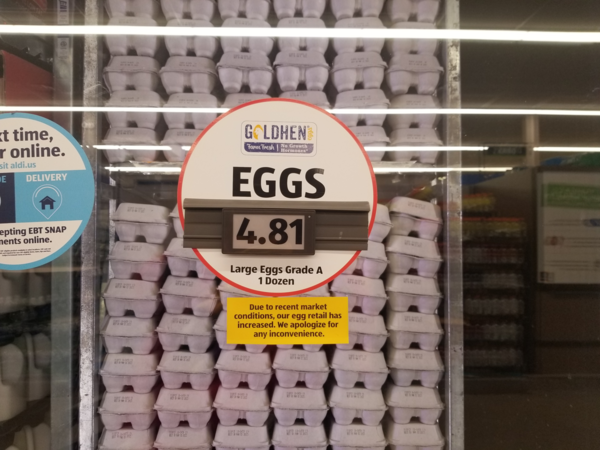 t time,
r online.
sit aldi.us
DE
DELIVERY
epting EBT SNAP
ments online.
GOLDHEN
Farm Fresh | No Growth Hormones
EGGS
4.81
Large Eggs Grade A
1 Dozen
Due to recent market
conditions, our egg retail has
increased. We apologize for
any inconvenience.